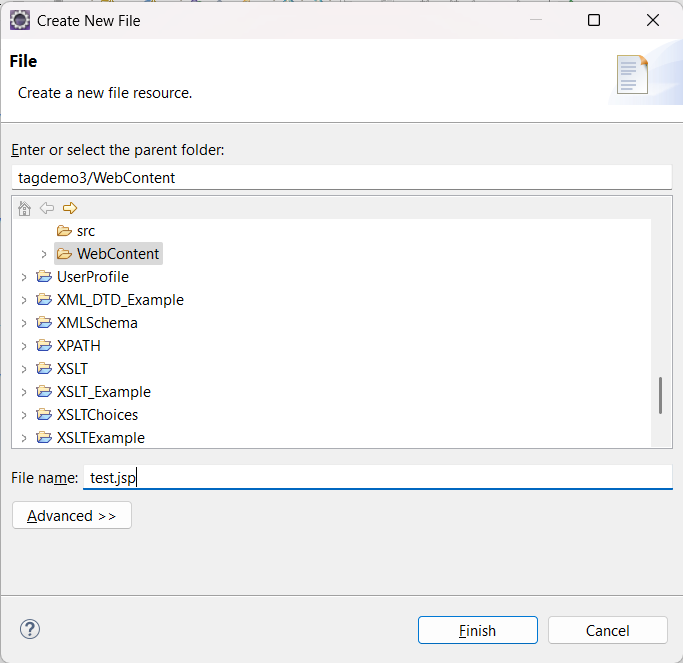 Create New File
File
Create a new file resource.
Enter or select the parent folder:
tagdemo3/WebContent
src
WebContent
UserProfile
XML_DTD_Example
XMLSchema
XPATH
XSLT
XSLT_Example
XSLTChoices
XSLTExample
File name: test.jsp
Advanced >>
?
Finish Cancel